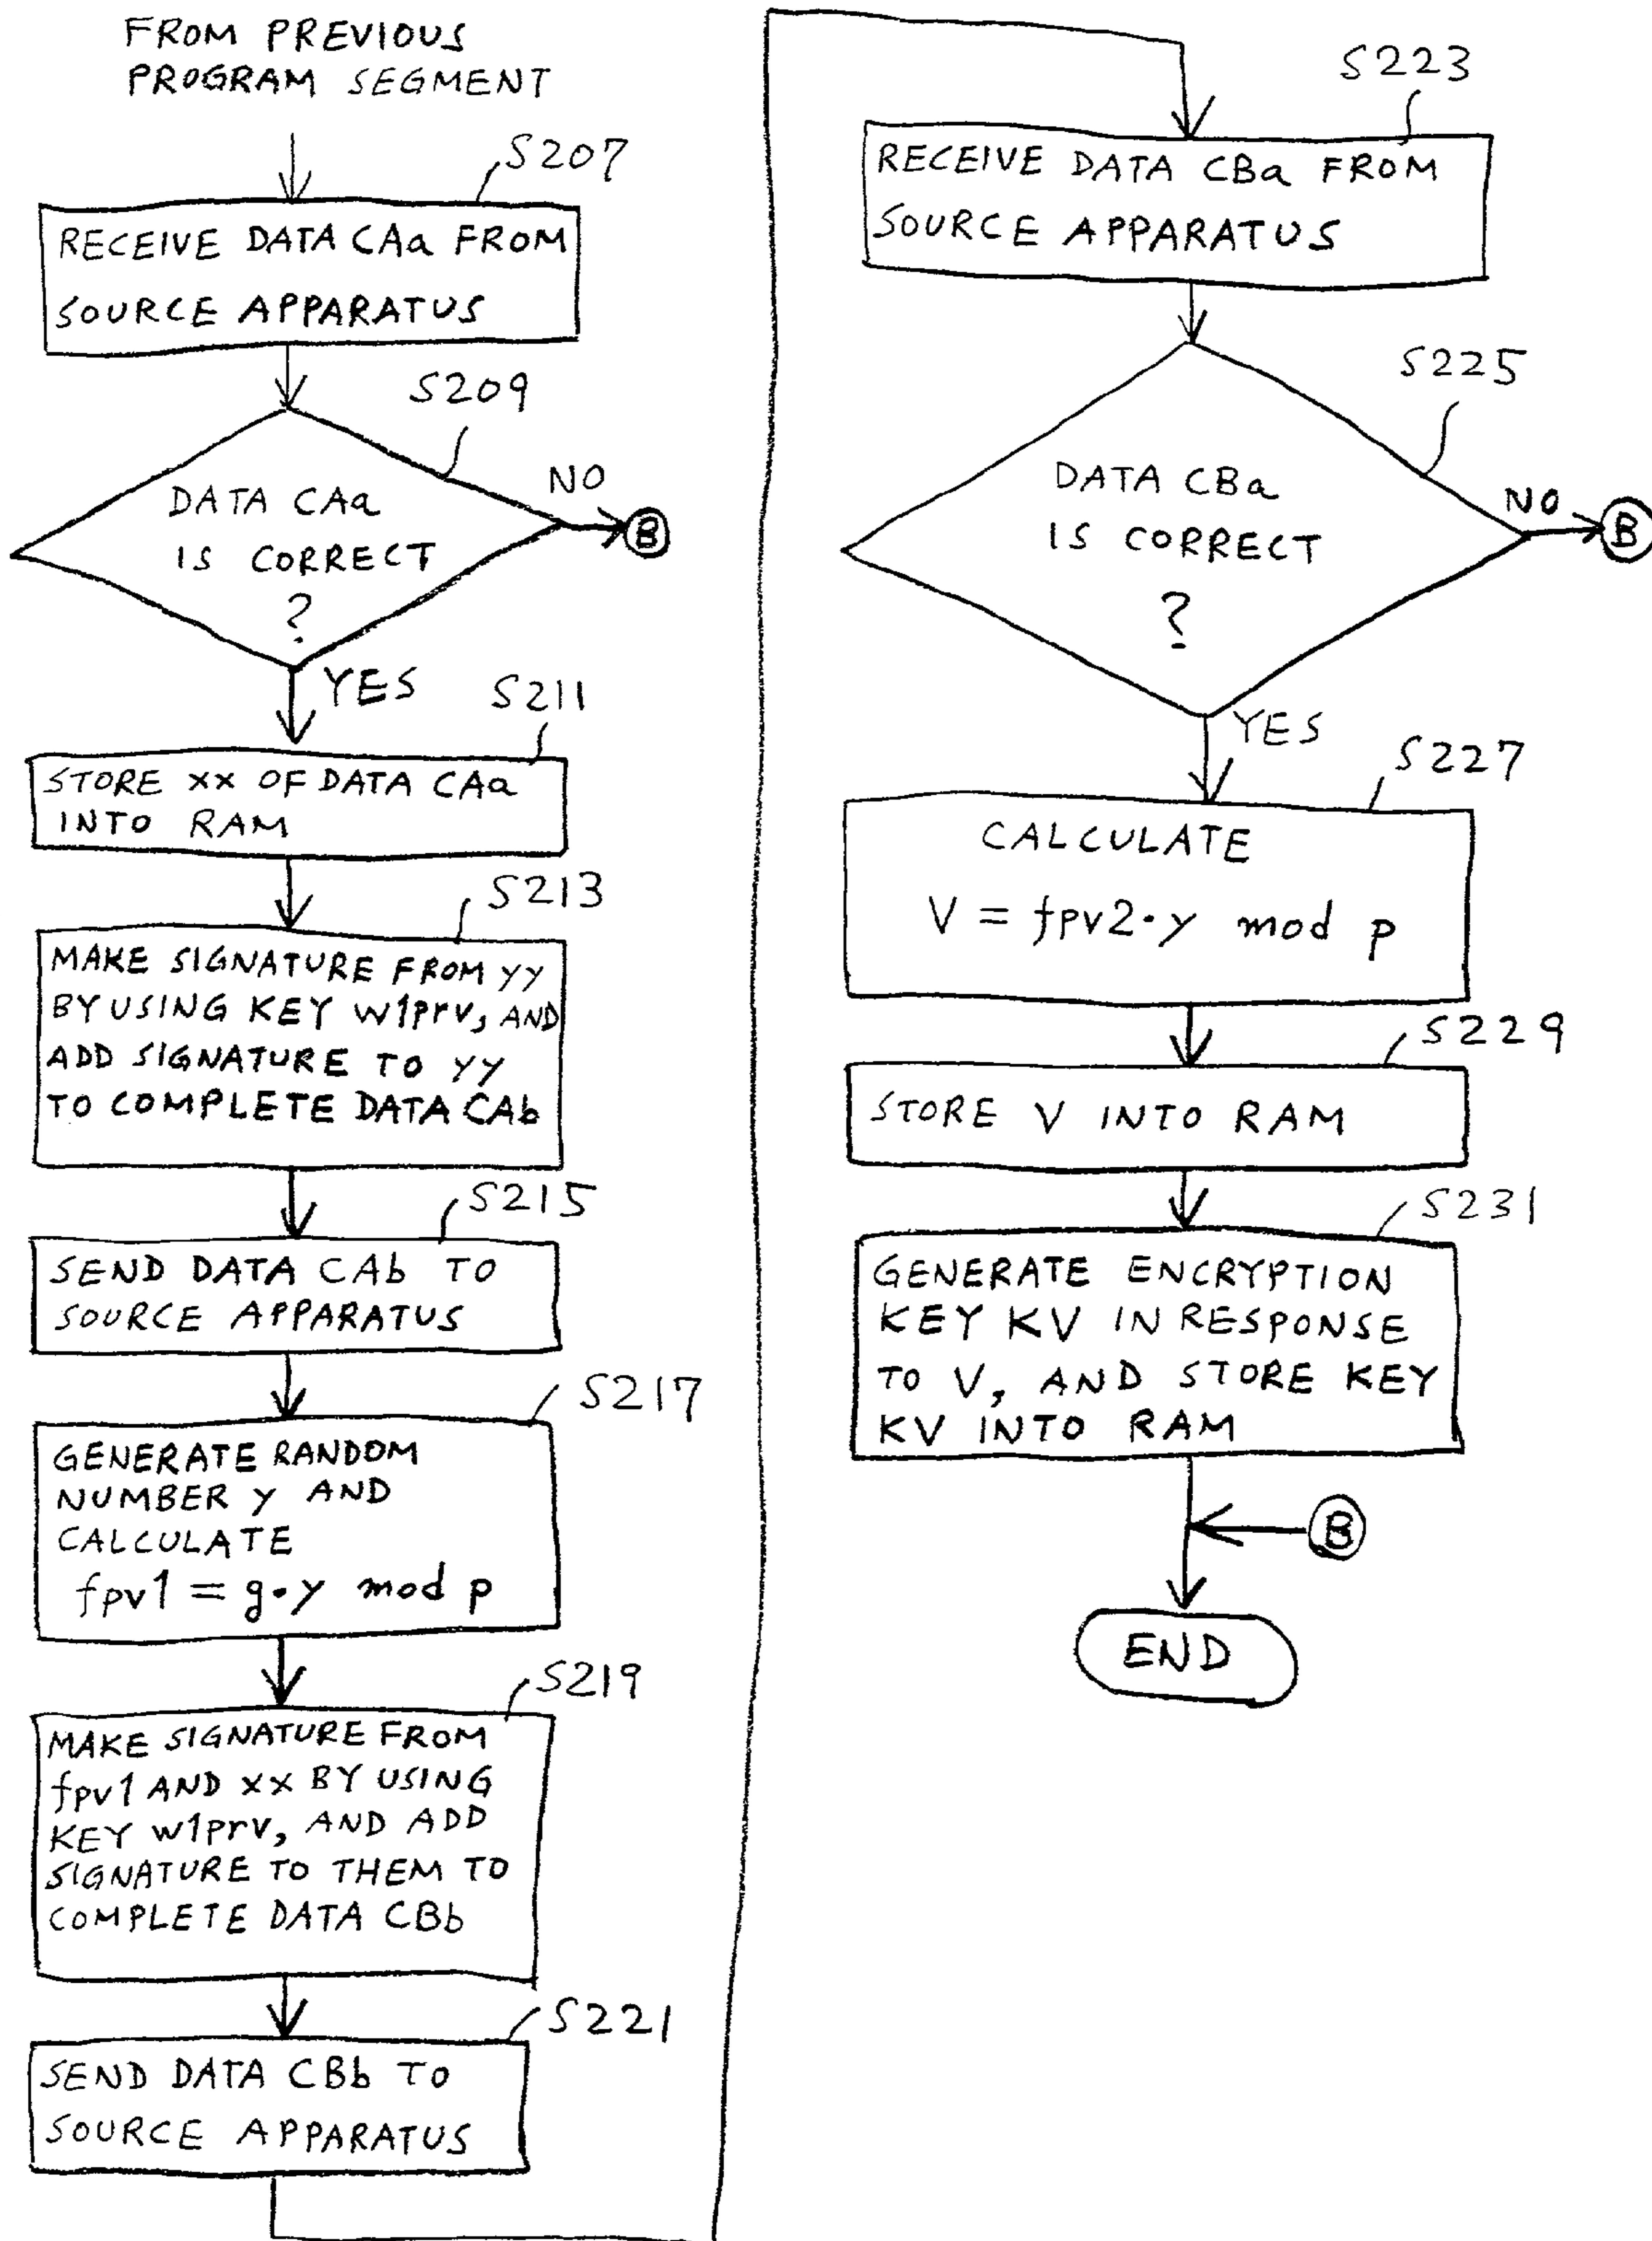 FROM PREVIOUS
PROGRAM SEGMENT
S207
RECEIVE DATA CAa FROM
SOURCE APPARATUS
S209
DATA CAa
IS CORRECT
?
NO
B
YES
S211
STORE xx OF DATA CAa
INTO RAM
S213
MAKE SIGNATURE FROM yy
BY USING KEY w1prv, AND
ADD SIGNATURE TO yy
TO COMPLETE DATA CAb
S215
SEND DATA CAb TO
SOURCE APPARATUS
S217
GENERATE RANDOM
NUMBER y AND
CALCULATE
fpv1 = g·y mod p
S219
MAKE SIGNATURE FROM
fpv1 AND xx BY USING
KEY w1prv, AND ADD
SIGNATURE TO THEM TO
COMPLETE DATA CBb
S221
SEND DATA CBb TO
SOURCE APPARATUS
S223
RECEIVE DATA CBa FROM
SOURCE APPARATUS
S225
DATA CBa
IS CORRECT
?
NO
B
YES
S227
CALCULATE
V = fpv2·y mod p
S229
STORE V INTO RAM
S231
GENERATE ENCRYPTION
KEY KV IN RESPONSE
TO V, AND STORE KEY
KV INTO RAM
B
END